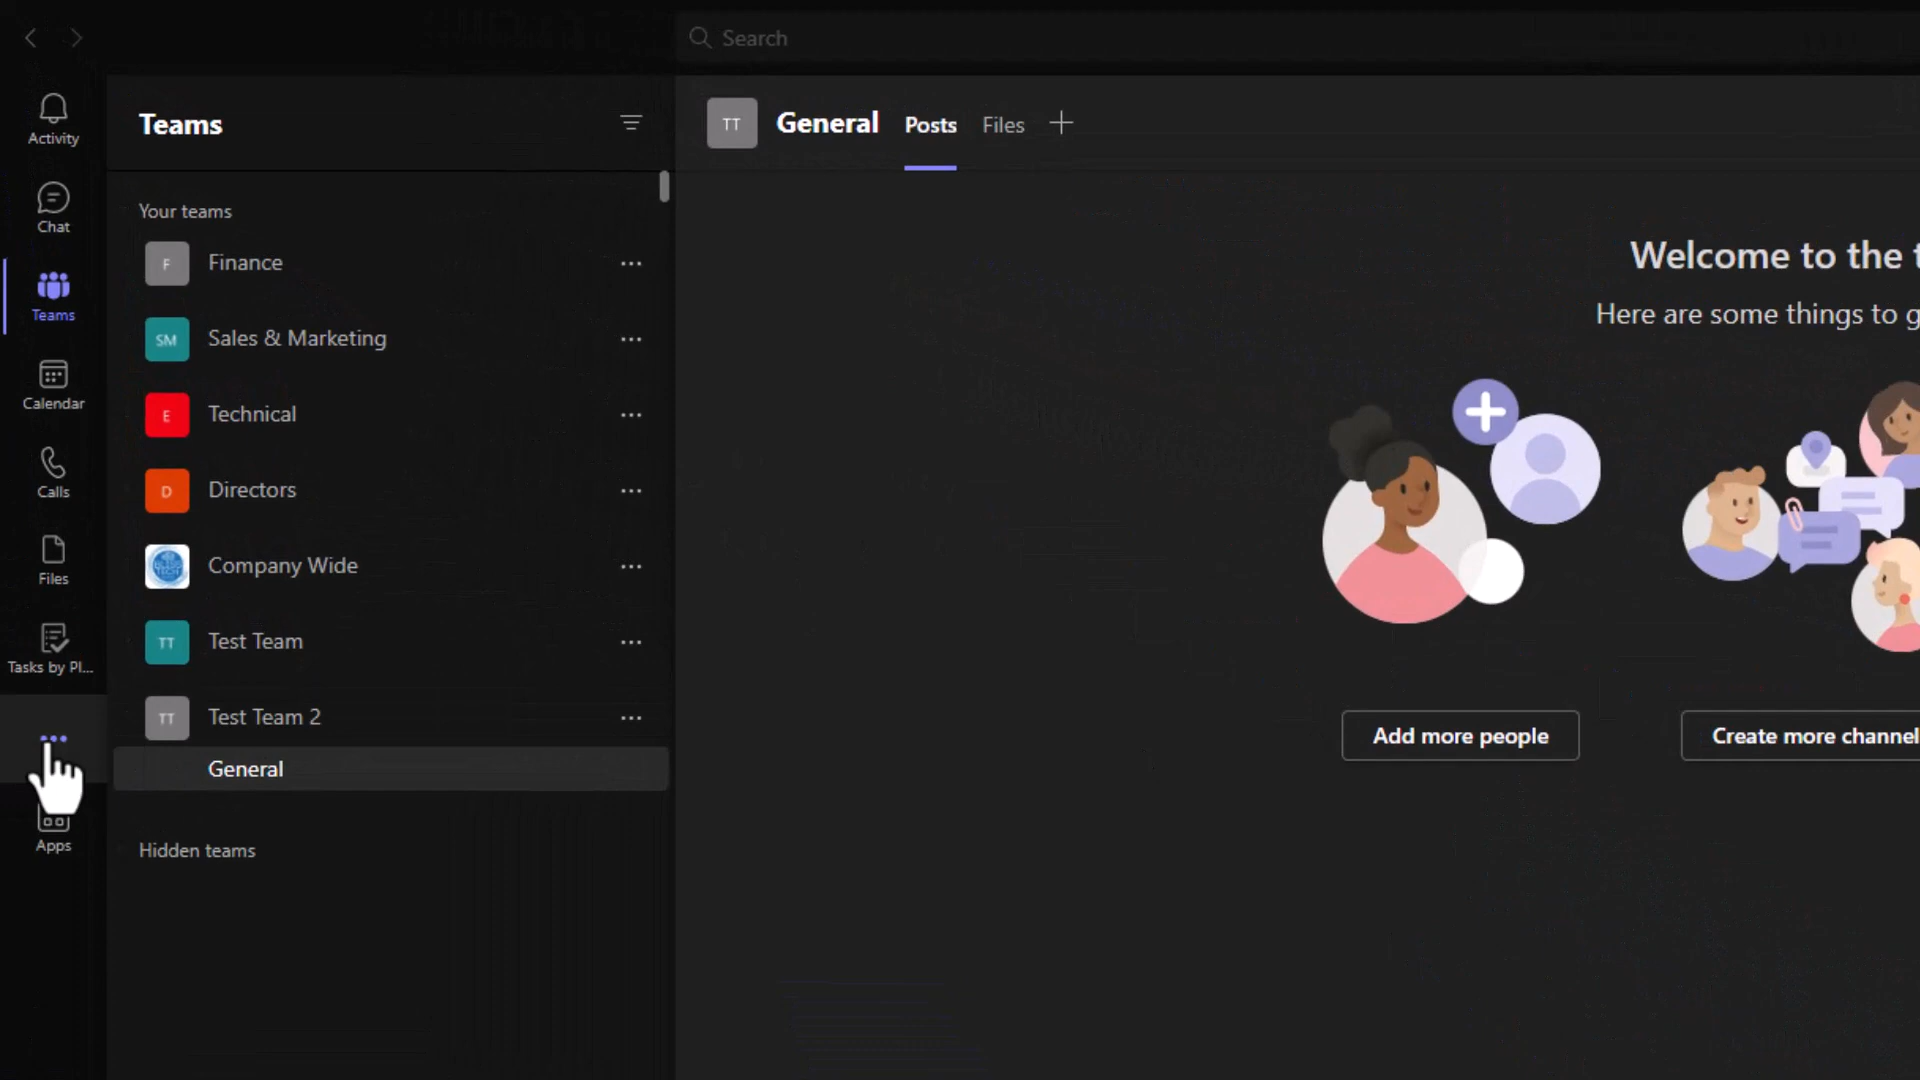 Search
Activity
Chat
Teams
Calendar
Calls
Files
Tasks by Pl...
Apps
Teams
Your teams
F Finance
SM Sales & Marketing
E Technical
D Directors
Company Wide
TT Test Team
TT Test Team 2
General
Hidden teams
TT General Posts Files
Welcome to the t
Here are some things to g
Add more people
Create more channel